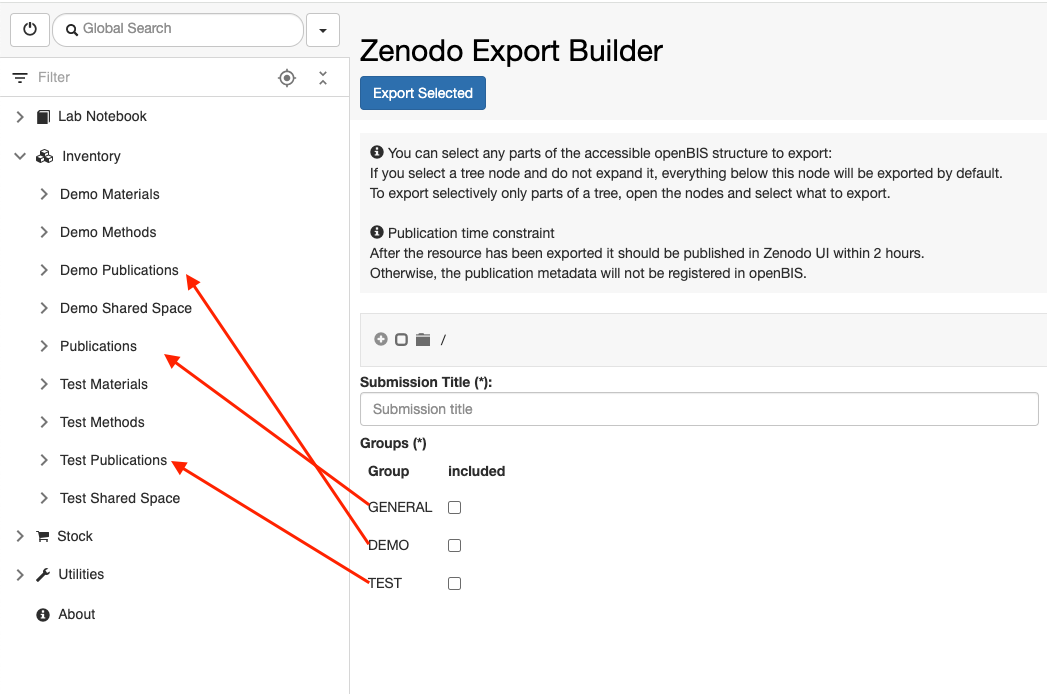 Global Search
Filter
Lab Notebook
Inventory
Demo Materials
Demo Methods
Demo Publications
Demo Shared Space
Publications
Test Materials
Test Methods
Test Publications
Test Shared Space
Stock
Utilities
About
Zenodo Export Builder
Export Selected
You can select any parts of the accessible openBIS structure to export:
If you select a tree node and do not expand it, everything below this node will be exported by default.
To export selectively only parts of a tree, open the nodes and select what to export.
Publication time constraint
After the resource has been exported it should be published in Zenodo UI within 2 hours.
Otherwise, the publication metadata will not be registered in openBIS.
/
Submission Title (*):
Submission title
Groups (*)
Group included
GENERAL
DEMO
TEST